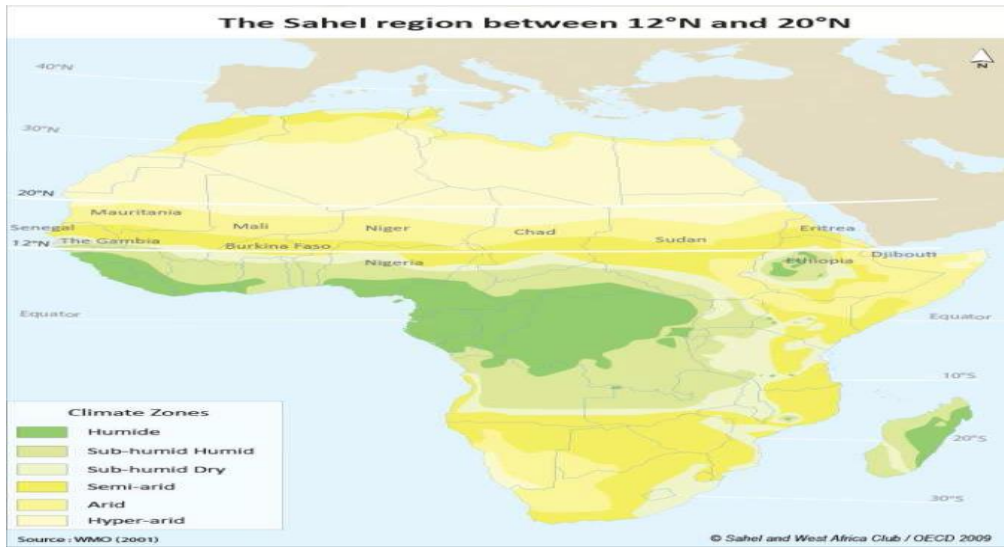 The Sahel region between 12°N and 20°N
N
40°N
30°N
20°N
Mauritania
Mali
Niger
Chad
Sudan
Eritrea
Senegal
12°N
The Gambia
Burkina Faso
Nigeria
Ethiopia
Djibouti
Equator
Equator
10°S
20°S
30°S
Climate Zones
Humide
Sub-humid Humid
Sub-humid Dry
Semi-arid
Arid
Hyper-arid
Source : WMO (2001)
© Sahel and West Africa Club / OECD 2009